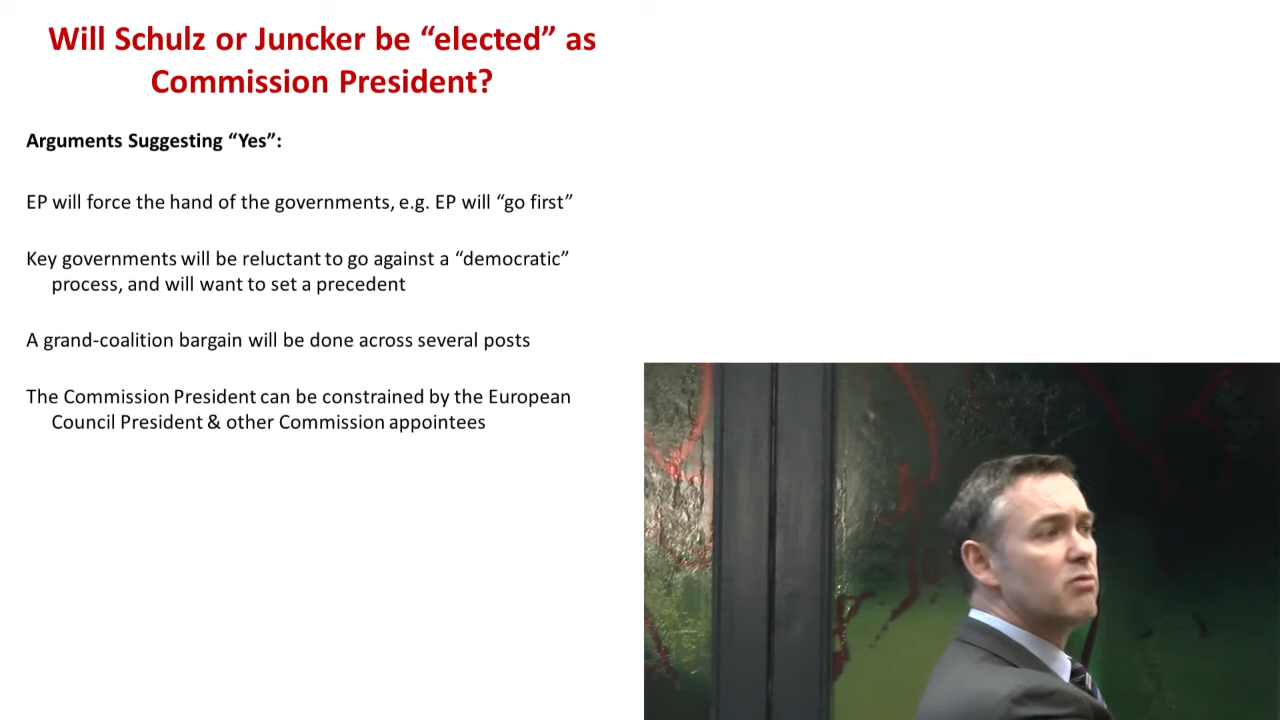 Will Schulz or Juncker be “elected” as
Commission President?
Arguments Suggesting “Yes”:
EP will force the hand of the governments, e.g. EP will “go first”
Key governments will be reluctant to go against a “democratic”
process, and will want to set a precedent
A grand-coalition bargain will be done across several posts
The Commission President can be constrained by the European
Council President & other Commission appointees